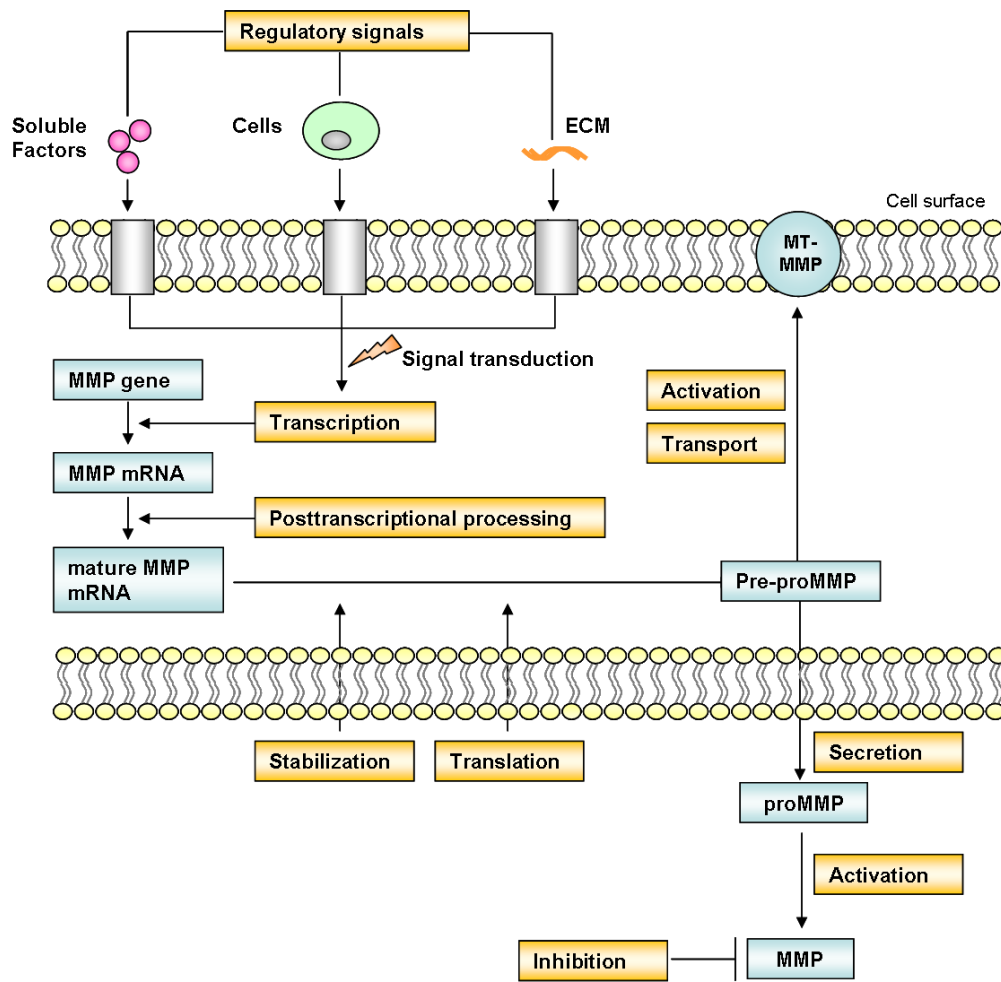 Regulatory signals
Soluble
Factors
Cells
ECM
Cell surface
MT-
MMP
Signal transduction
MMP gene
Transcription
Activation
Transport
MMP mRNA
Posttranscriptional processing
mature MMP
mRNA
Pre-proMMP
Stabilization
Translation
Secretion
proMMP
Activation
Inhibition
MMP